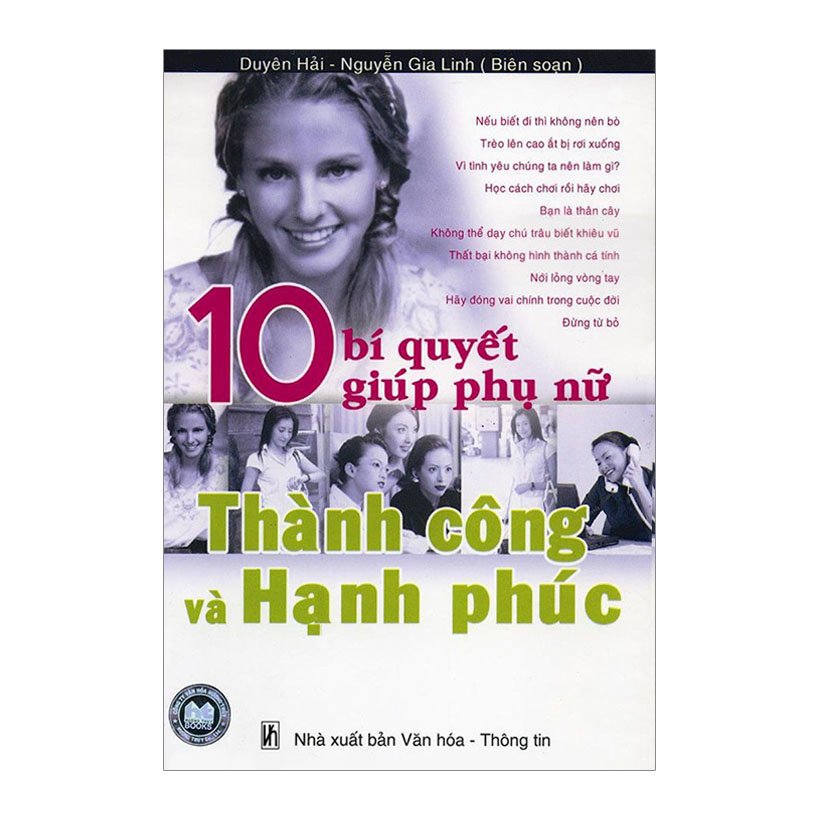 Duyên Hải - Nguyễn Gia Linh ( Biên soạn )
Nếu biết đi thì không nên bò
Trèo lên cao ắt bị rơi xuống
Vì tình yêu chúng ta nên làm gì?
Học cách chơi rồi hãy chơi
Bạn là thân cây
Không thể dạy chú trâu biết khiêu vũ
Thất bại không hình thành cá tính
Nới lỏng vòng tay
Hãy đóng vai chính trong cuộc đời
Đừng từ bỏ
10 bí quyết
giúp phụ nữ
Thành công
và Hạnh phúc
BOOKS
Nhà xuất bản Văn hóa - Thông tin